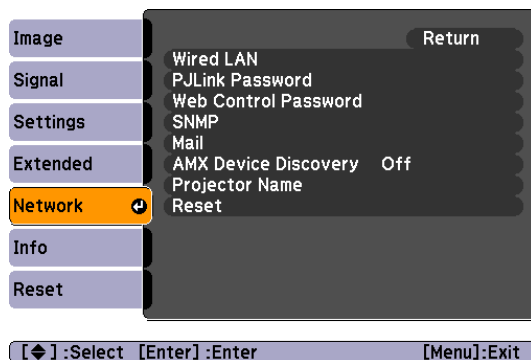 Image
Signal
Settings
Extended
Network
Info
Reset
Return
Wired LAN
PJLink Password
Web Control Password
SNMP
Mail
AMX Device Discovery Off
Projector Name
Reset
[◆] :Select [Enter] :Enter [Menu]:Exit